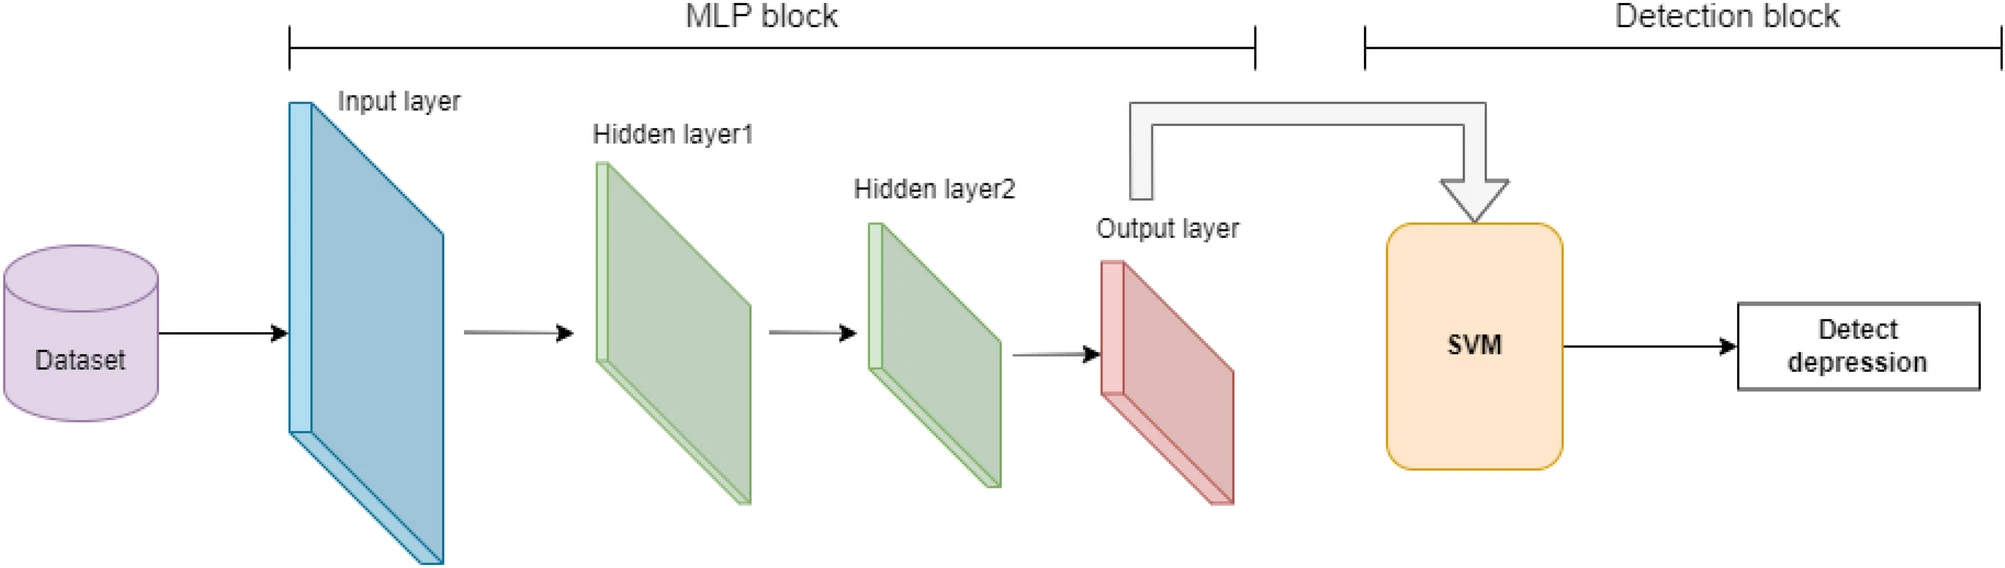 MLP block
Detection block
Input layer
Hidden layer1
Hidden layer2
Output layer
Dataset
SVM
Detect
depression